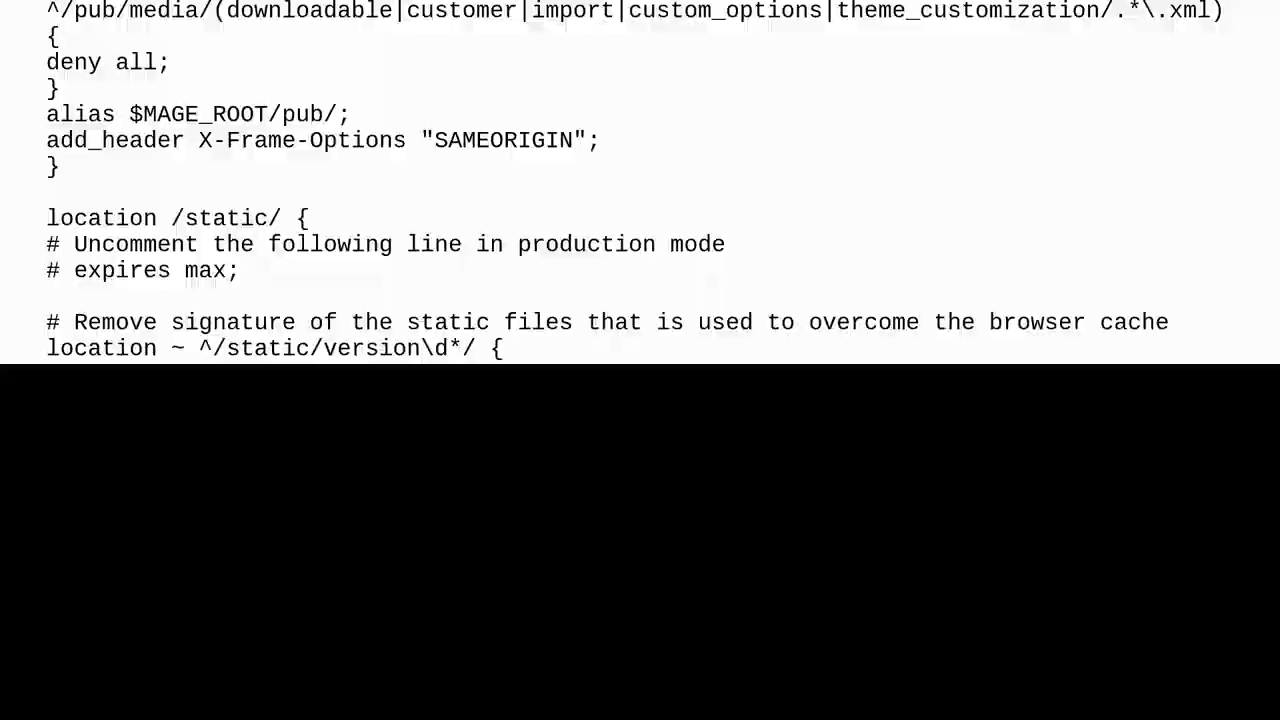 ^/pub/media/(downloadable|customer|import|custom_options|theme_customization/.*\.xml)
{
deny all;
}
alias $MAGE_ROOT/pub/;
add_header X-Frame-Options "SAMEORIGIN";
}
location /static/ {
# Uncomment the following line in production mode
# expires max;
# Remove signature of the static files that is used to overcome the browser cache
location ~ ^/static/version\d*/ {